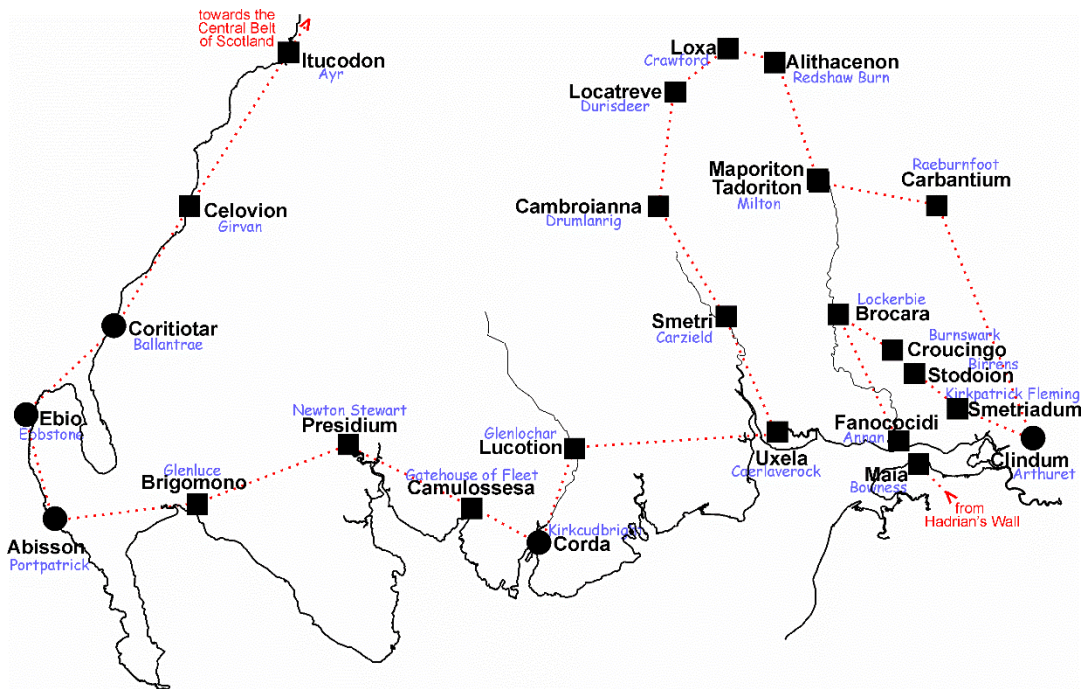 towards the
Central Belt
of Scotland
Itucodon
Ayr
Loxa
Crawford
Alithacenon
Redshaw Burn
Locatreve
Durisdeer
Maporiton
Tadoriton
Milton
Raeburnfoot
Carbantium
Celovion
Girvan
Cambroianna
Drumlanrig
Coritiotar
Ballantrae
Smetri
Carzield
Lockerbie
Brocara
Burnswark
Croucingo
Birrens
Stodoion
Kirkpatrick Fleming
Smetriadum
Ebio
Ebbstone
Newton Stewart
Presidium
Glenlochar
Lucotion
Uxela
Caerlaverock
Fanococidi
Annan
Clindum
Arthuret
Glenluce
Brigomono
Gatehouse of Fleet
Camulossesa
Maia
Bowness
from
Hadrian's Wall
Abisson
Portpatrick
Kirkcudbright
Corda